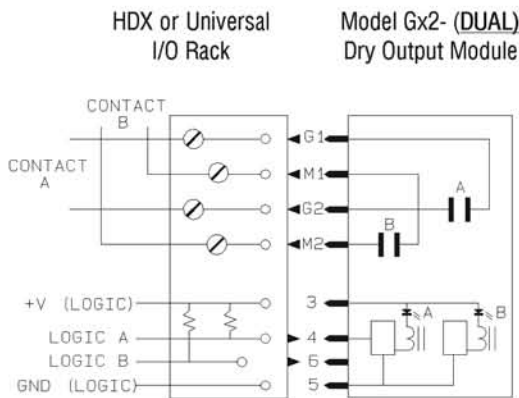 HDX or Universal
I/O Rack
Model Gx2- (DUAL)
Dry Output Module
CONTACT
B
CONTACT
A
G1
M1
G2
M2
A
B
+V (LOGIC)
LOGIC A
LOGIC B
GND (LOGIC)
3
4
6
5
A
B